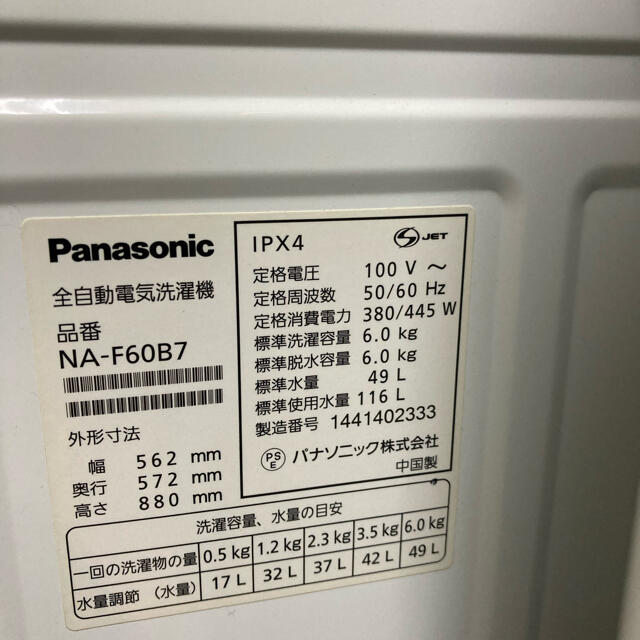 Panasonic
全自動電気洗濯機
品番
NA-F60B7
外形寸法
幅 562 mm
奥行 572 mm
高さ 880 mm
IPX4
S JET
定格電圧 100 V ～
定格周波数 50/60 Hz
定格消費電力 380/445 W
標準洗濯容量 6.0 kg
標準脱水容量 6.0 kg
標準水量 49 L
標準使用水量 116 L
製造番号 1441402333
PS E パナソニック株式会社
中国製
洗濯容量、水量の目安
一回の洗濯物の量 0.5 kg 1.2 kg 2.3 kg 3.5 kg 6.0 kg
水量調節 （水量） 17 L 32 L 37 L 42 L 49 L